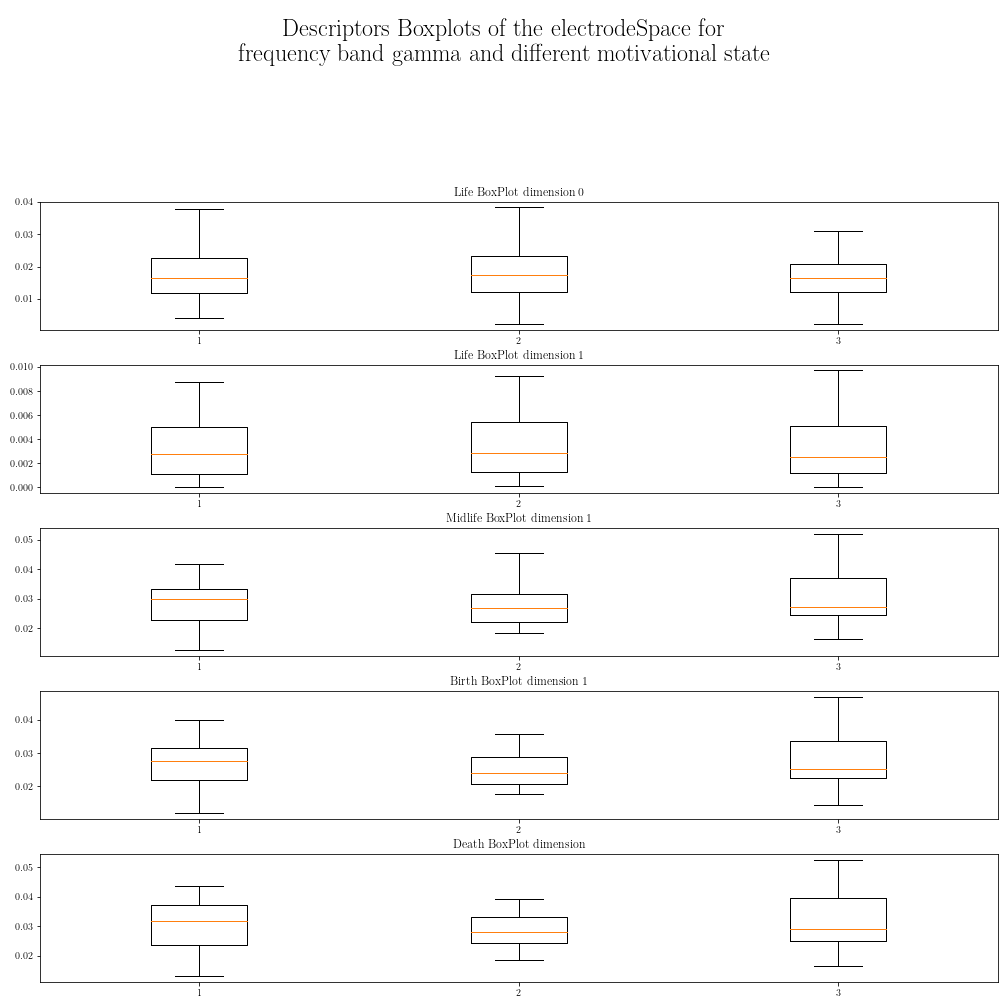 Descriptors Boxplots of the electrodeSpace for
frequency band gamma and different motivational state
Life BoxPlot dimension 0
0.04
0.03
0.02
0.01
1 2 3
Life BoxPlot dimension 1
0.010
0.008
0.006
0.004
0.002
0.000
1 2 3
Midlife BoxPlot dimension 1
0.05
0.04
0.03
0.02
1 2 3
Birth BoxPlot dimension 1
0.04
0.03
0.02
1 2 3
Death BoxPlot dimension
0.05
0.04
0.03
0.02
1 2 3